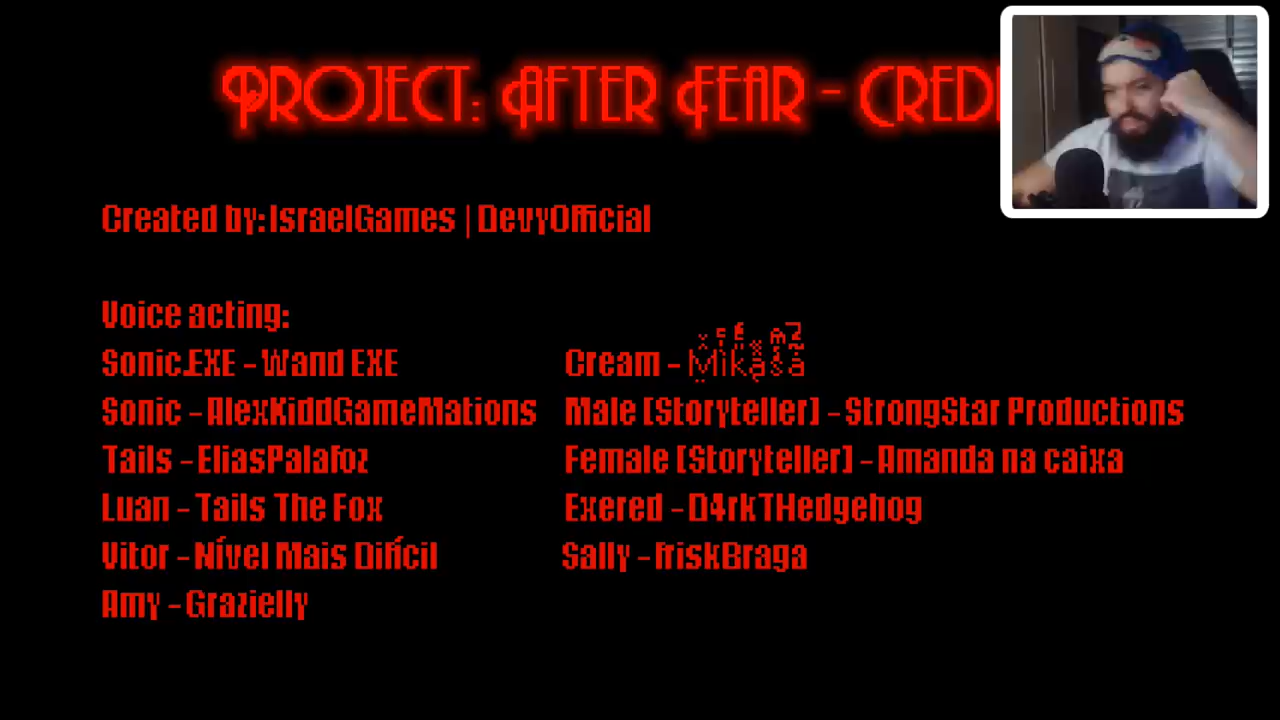 Project: After Fear - Credi
Created by: IsraelGames | DevyOfficial
Voice acting:
Sonic.EXE - Wand EXE
Sonic - AlexKiddGameMations
Tails - EliasPalafoz
Luan - Tails The Fox
Vitor - Nível Mais Difícil
Amy - Grazielly
Cream - Mikasa
Male [Storyteller] - StrongStar Productions
Female [Storyteller] - Amanda na caixa
Exered - D4rkTHedgehog
Sally - friskBraga